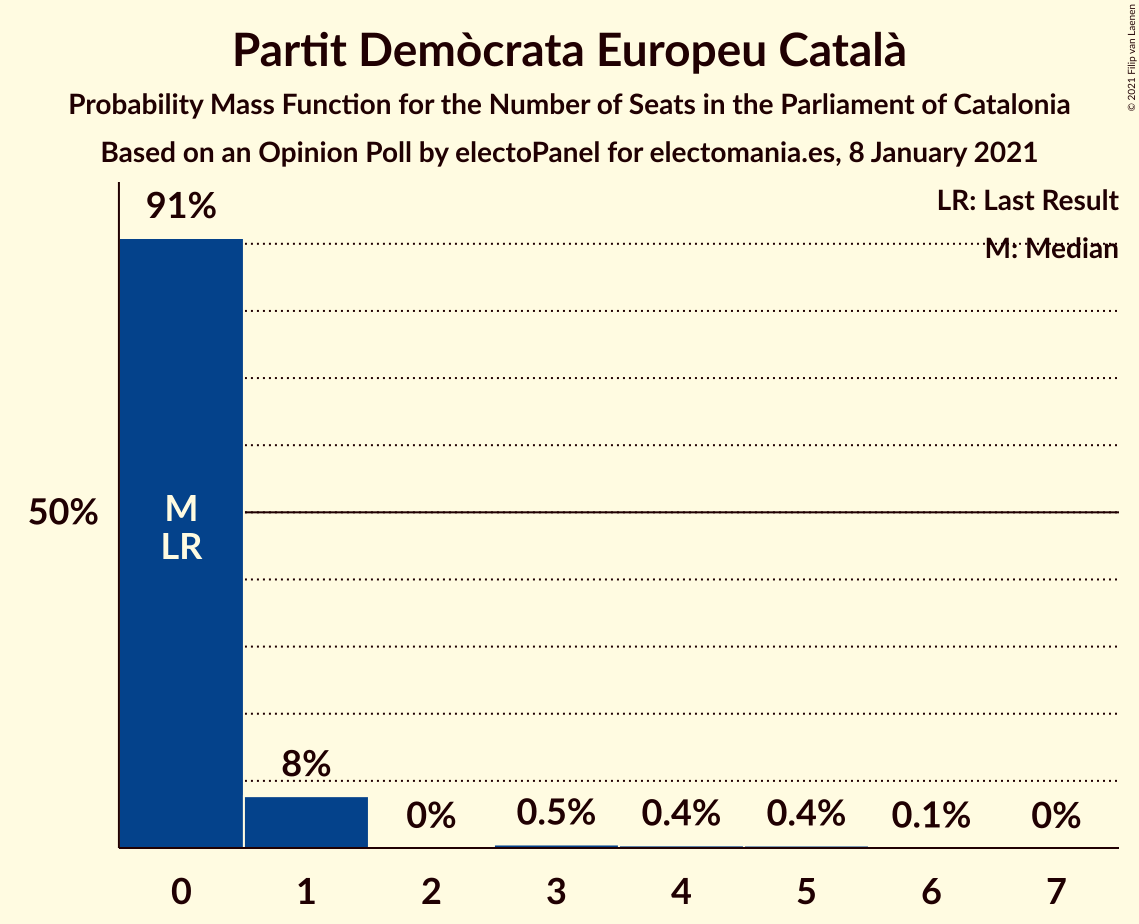 Partit Demòcrata Europeu Català
Probability Mass Function for the Number of Seats in the Parliament of Catalonia
Based on an Opinion Poll by electoPanel for electomania.es, 8 January 2021
© 2021 Filip van Laenen
LR: Last Result
M: Median
91%
50%
M
LR
8%
0%
0.5%
0.4%
0.4%
0.1%
0%
0 1 2 3 4 5 6 7